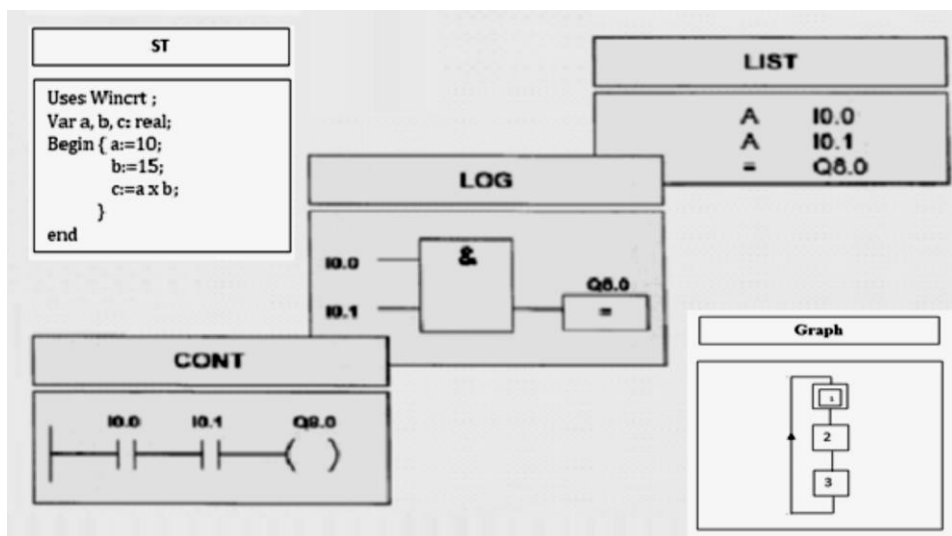 ST
Uses Wincrt ;
Var a, b, c: real;
Begin { a:=10;
b:=15;
c:=a x b;
}
end
LIST
A I0.0
A I0.1
= Q8.0
LOG
I0.0
&
I0.1
Q8.0
=
CONT
I0.0 I0.1 Q8.0
( )
Graph
1
2
3